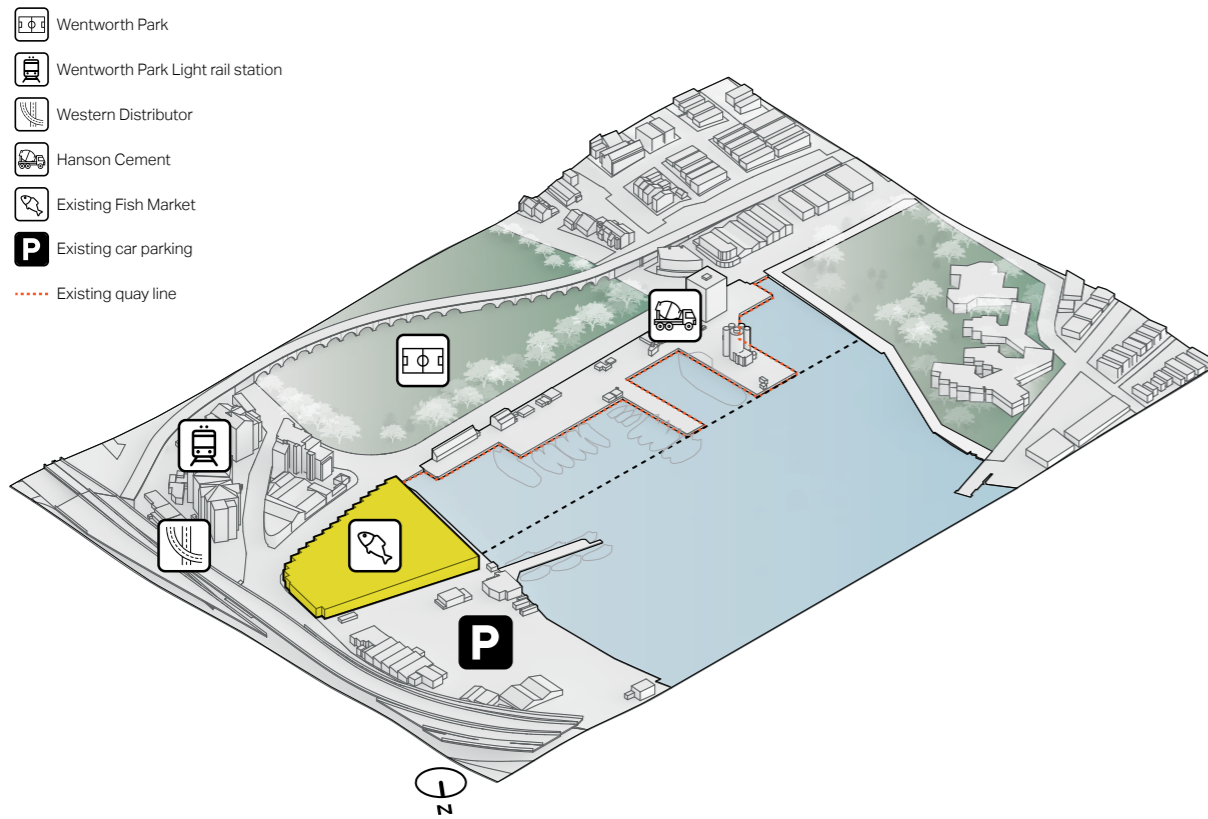 Wentworth Park
Wentworth Park Light rail station
Western Distributor
Hanson Cement
Existing Fish Market
P Existing car parking
Existing quay line
P
N